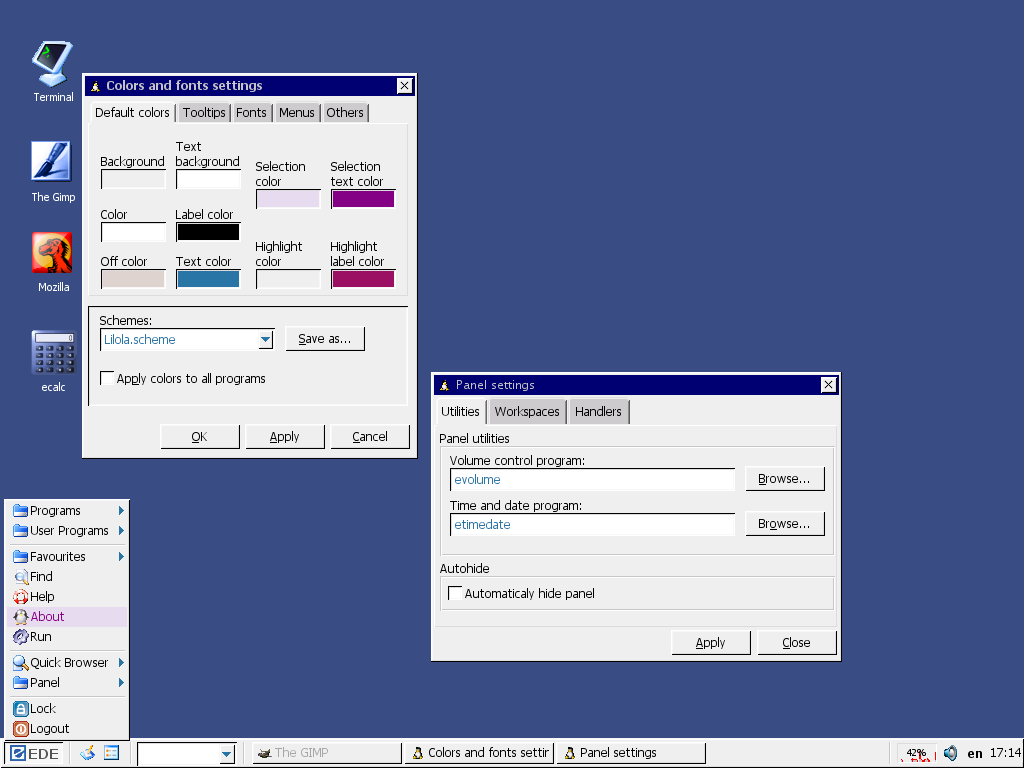 Terminal
The Gimp
Mozilla
ecalc
Colors and fonts settings
Default colors Tooltips Fonts Menus Others
Background
Text
background
Selection
color
Selection
text color
Color
Label color
Off color
Text color
Highlight
color
Highlight
label color
Schemes:
Lilola.scheme
Save as...
Apply colors to all programs
OK Apply Cancel
Panel settings
Utilities Workspaces Handlers
Panel utilities
Volume control program:
evolume
Browse...
Time and date program:
etimedate
Browse...
Autohide
Automaticaly hide panel
Apply Close
Programs
User Programs
Favourites
Find
Help
About
Run
Quick Browser
Panel
Lock
Logout
EDE
The GIMP
Colors and fonts settir
Panel settings
42%
en 17:14